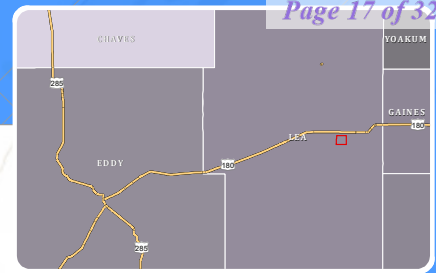 Page 17 of 32
CHAVES
YOAKUM
285
GAINES
180
LEA
EDDY
180
285